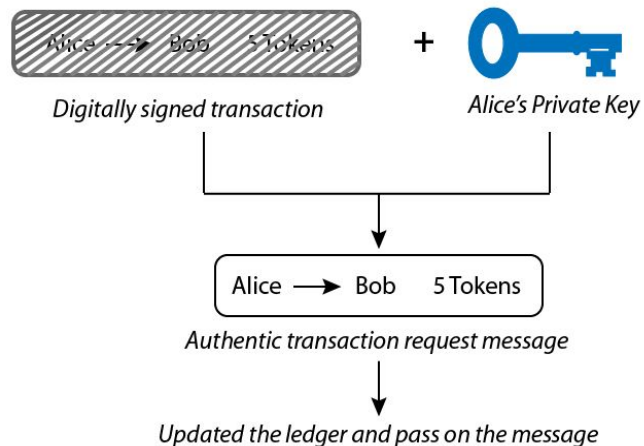 Alice → Bob 5 Tokens
+
Digitally signed transaction
Alice's Private Key
Alice → Bob 5 Tokens
Authentic transaction request message
Updated the ledger and pass on the message